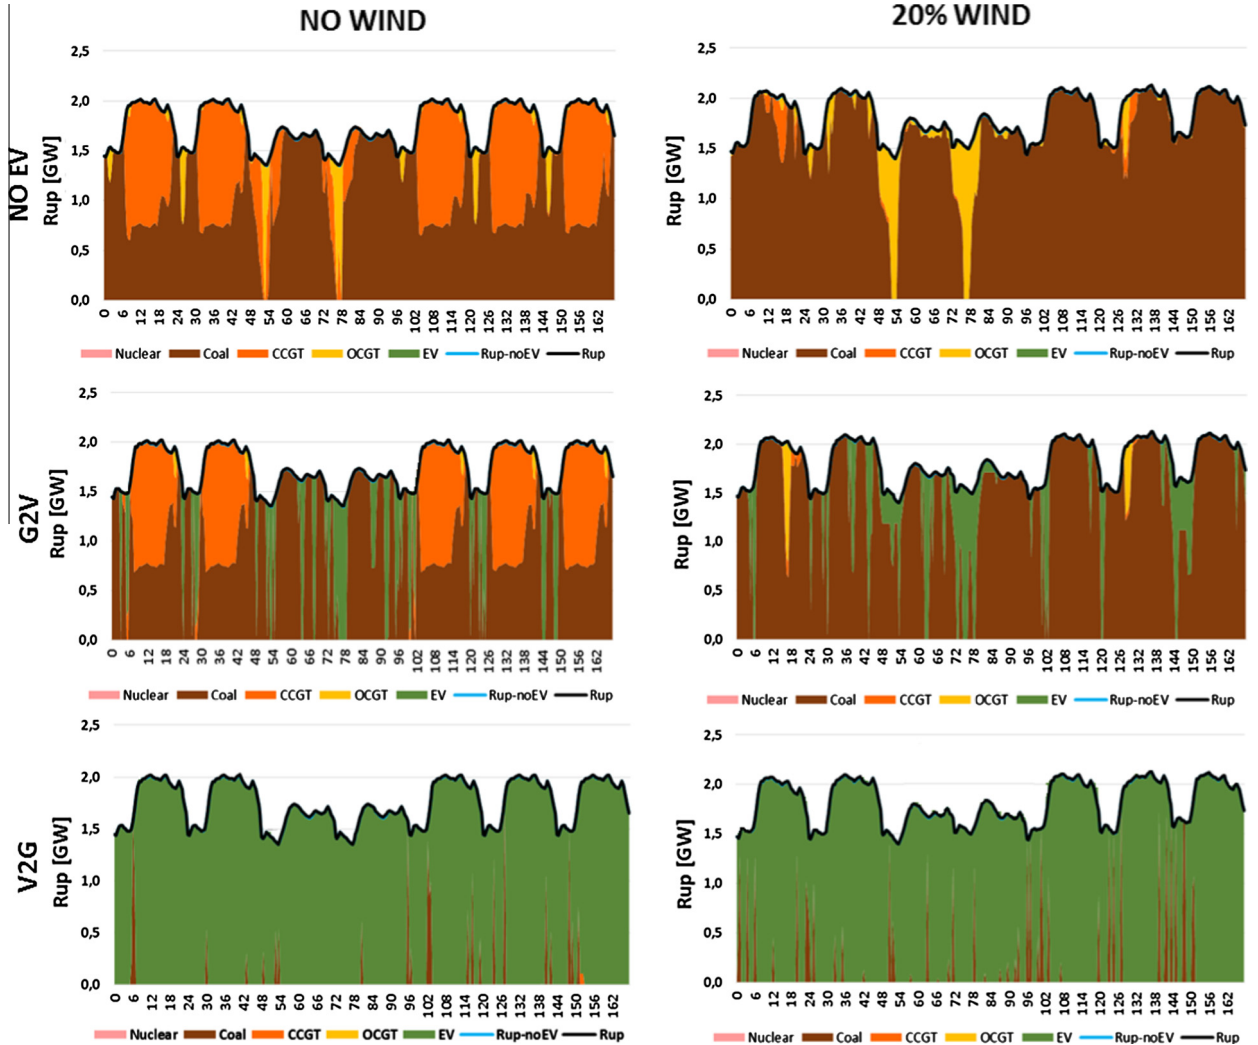 NO WIND
20% WIND
NO EV
Rup [GW]
2,5
2,0
1,5
1,0
0,5
0,0
0 6 12 18 24 30 36 42 48 54 60 66 72 78 84 90 96 102 108 114 120 126 132 138 144 150 156 162
Nuclear Coal CCGT OCGT EV Rup-noEV Rup
Rup [GW]
2,5
2,0
1,5
1,0
0,5
0,0
0 6 12 18 24 30 36 42 48 54 60 66 72 78 84 90 96 102 108 114 120 126 132 138 144 150 156 162
Nuclear Coal CCGT OCGT EV Rup-noEV Rup
G2V
Rup [GW]
2,5
2,0
1,5
1,0
0,5
0,0
0 6 12 18 24 30 36 42 48 54 60 66 72 78 84 90 96 102 108 114 120 126 132 138 144 150 156 162
Nuclear Coal CCGT OCGT EV Rup-noEV Rup
Rup [GW]
2,5
2,0
1,5
1,0
0,5
0,0
0 6 12 18 24 30 36 42 48 54 60 66 72 78 84 90 96 102 108 114 120 126 132 138 144 150 156 162
Nuclear Coal CCGT OCGT EV Rup-noEV Rup
V2G
Rup [GW]
2,5
2,0
1,5
1,0
0,5
0,0
0 6 12 18 24 30 36 42 48 54 60 66 72 78 84 90 96 102 108 114 120 126 132 138 144 150 156 162
Nuclear Coal CCGT OCGT EV Rup-noEV Rup
Rup [GW]
2,5
2,0
1,5
1,0
0,5
0,0
0 6 12 18 24 30 36 42 48 54 60 66 72 78 84 90 96 102 108 114 120 126 132 138 144 150 156 162
Nuclear Coal CCGT OCGT EV Rup-noEV Rup